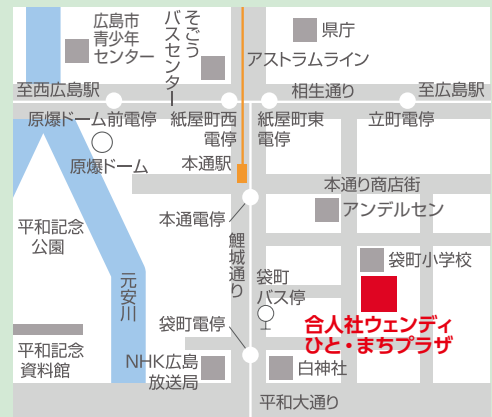 広島市
青少年
センター
そごう
バスセンター
県庁
アストラムライン
至西広島駅
相生通り
至広島駅
原爆ドーム前電停
紙屋町西
電停
紙屋町東
電停
立町電停
原爆ドーム
本通駅
本通り商店街
アンデルセン
本通電停
平和記念
公園
鯉城通り
袋町小学校
元安川
袋町
バス停
合人社ウェンディ
ひと・まちプラザ
袋町電停
平和記念
資料館
NHK広島
放送局
白神社
平和大通り